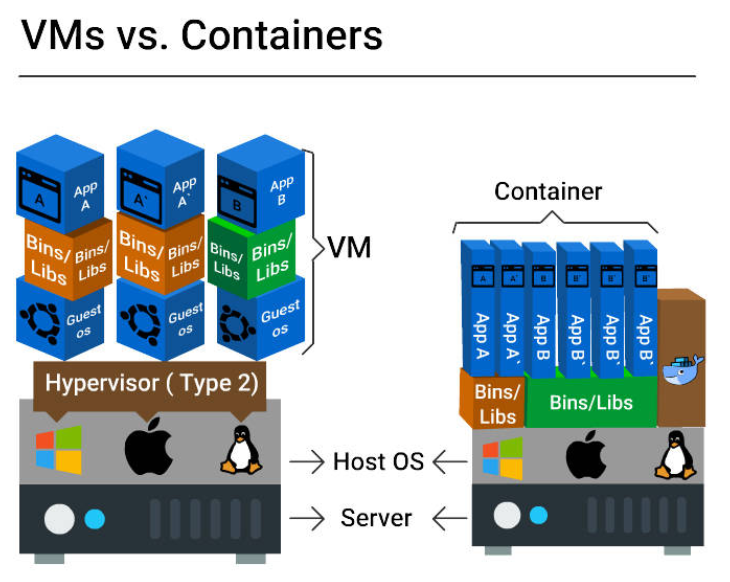 VMs vs. Containers
App
A
A
App
A`
A`
App
B
B
Bins/
Libs
Bins/
Libs
Bins/
Libs
Bins/
Libs
Bins/
Libs
Bins/
Libs
Guest
os
Guest
os
Guest
os
VM
Hypervisor ( Type 2)
Container
A
A`
B
B`
B`
B`
App A
App A`
App B
App B`
App B`
App B`
Bins/
Libs
Bins/Libs
Host OS
Server